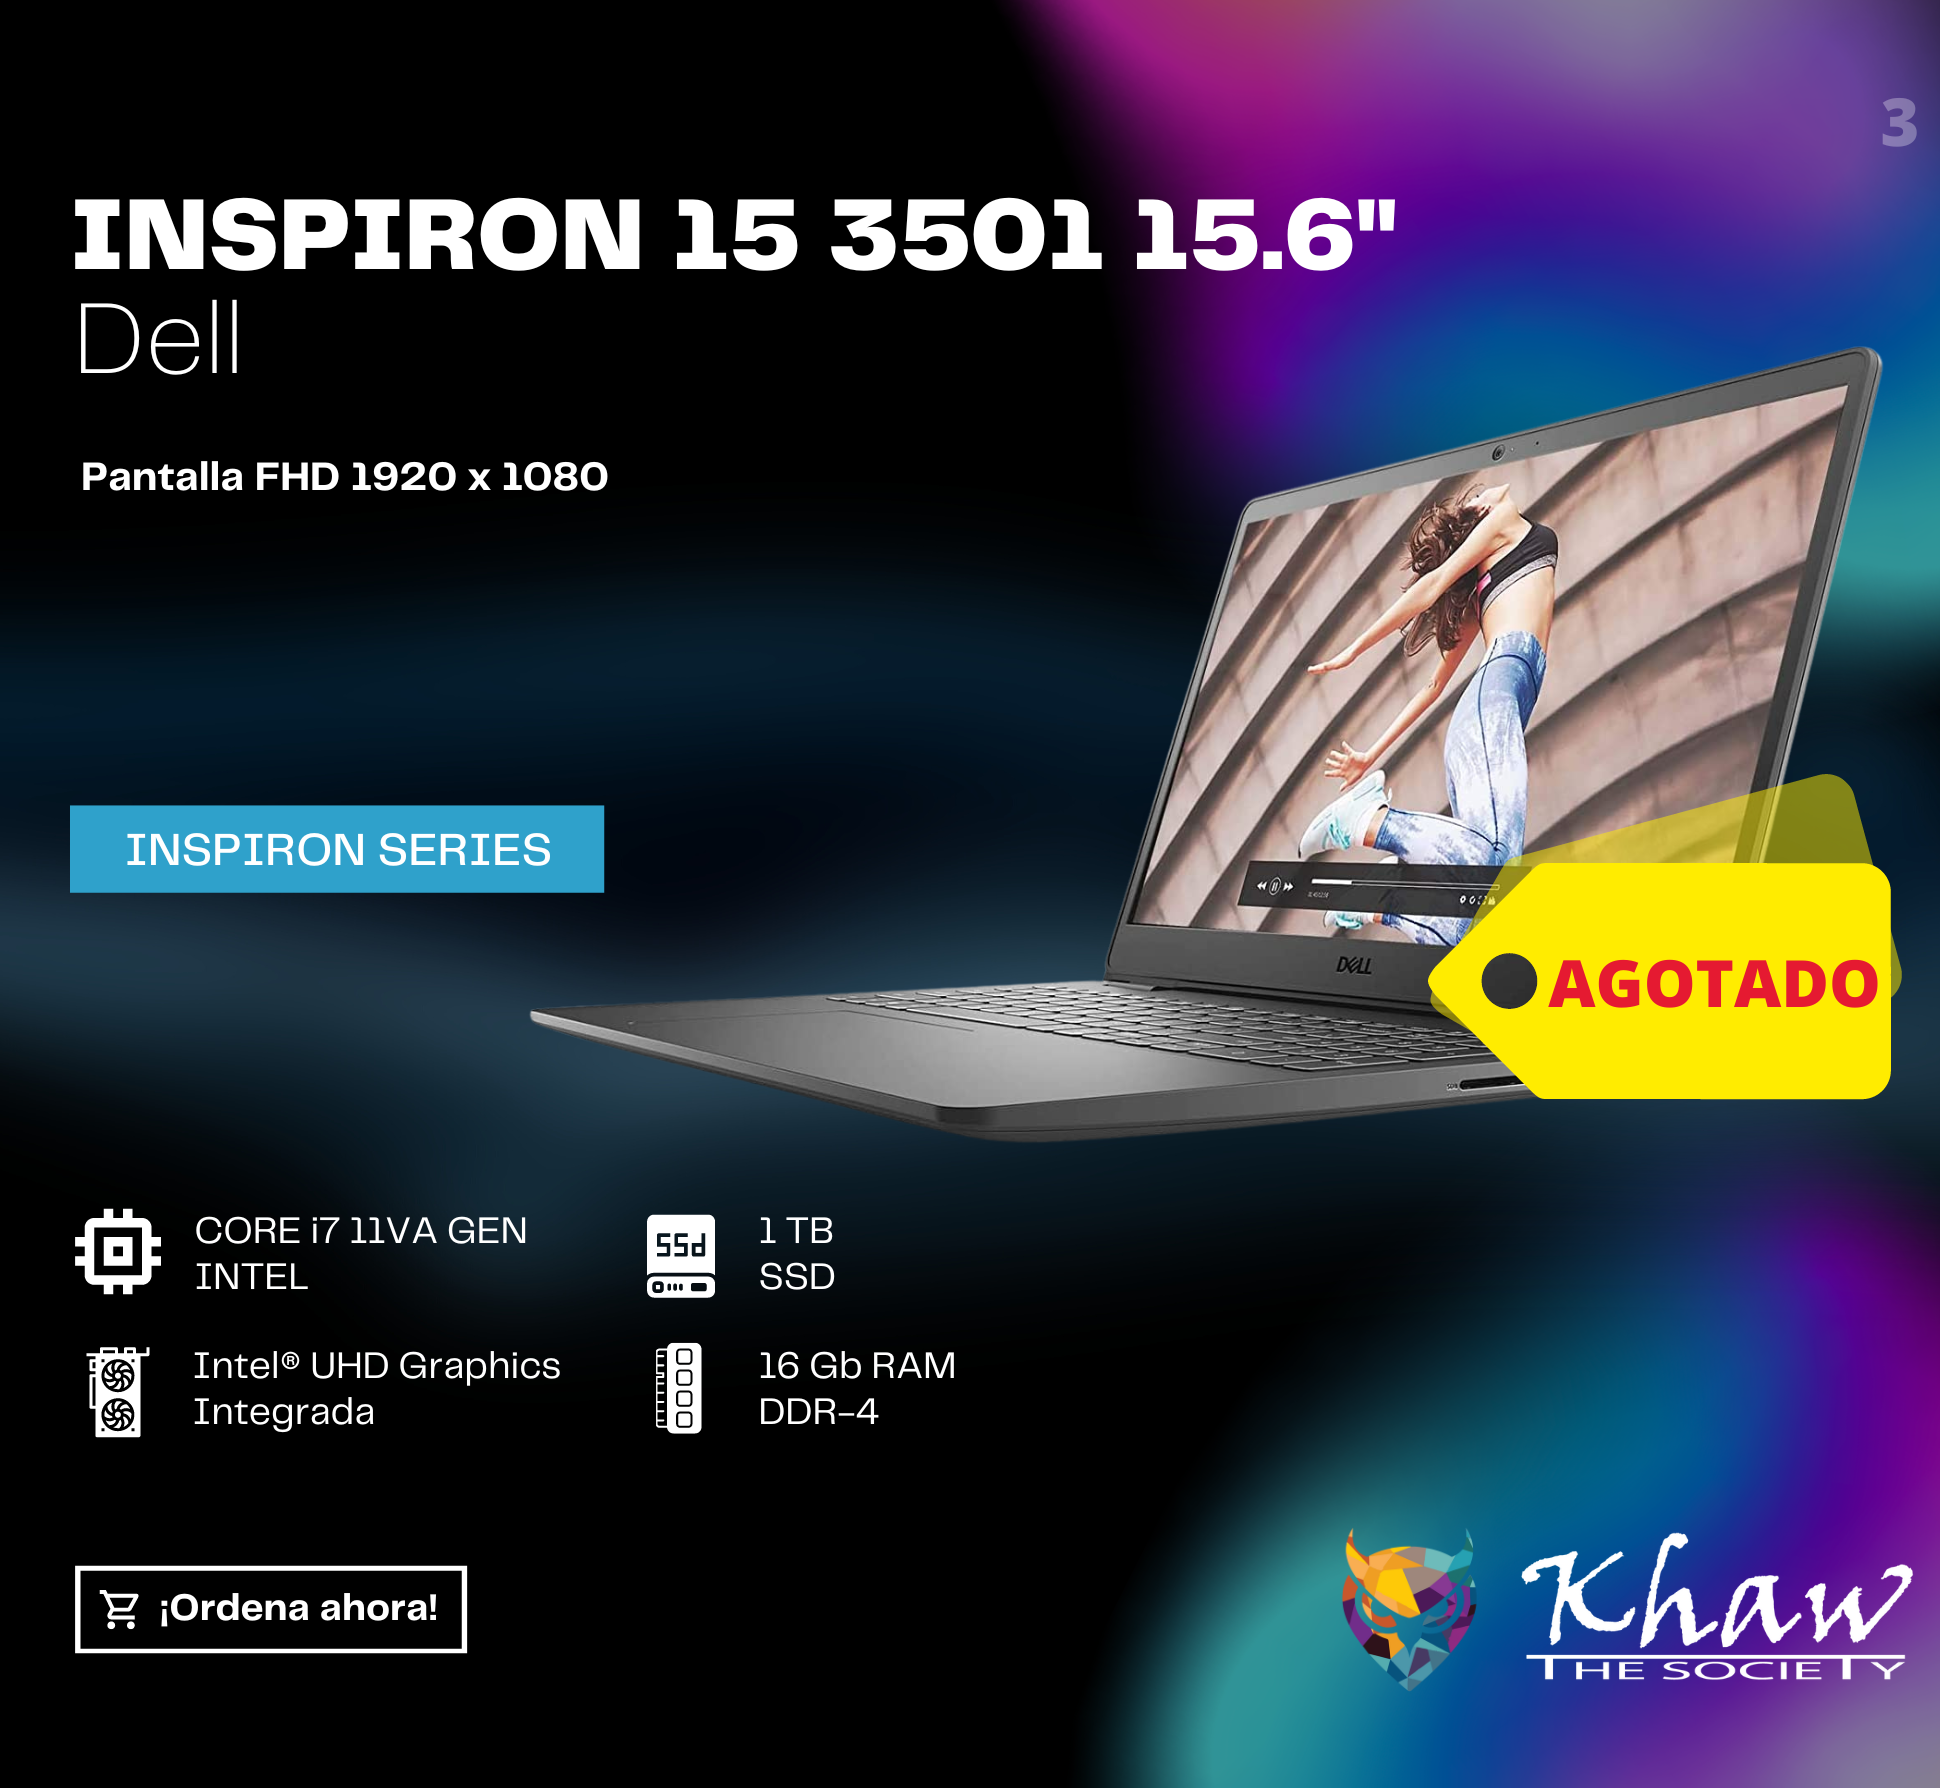 3
INSPIRON 15 3501 15.6"
Dell
Pantalla FHD 1920 x 1080
INSPIRON SERIES
DELL
AGOTADO
CORE i7 11VA GEN
INTEL
ssd
1 TB
SSD
Intel® UHD Graphics
Integrada
16 Gb RAM
DDR-4
¡Ordena ahora!
Khaw
THE SOCIETY